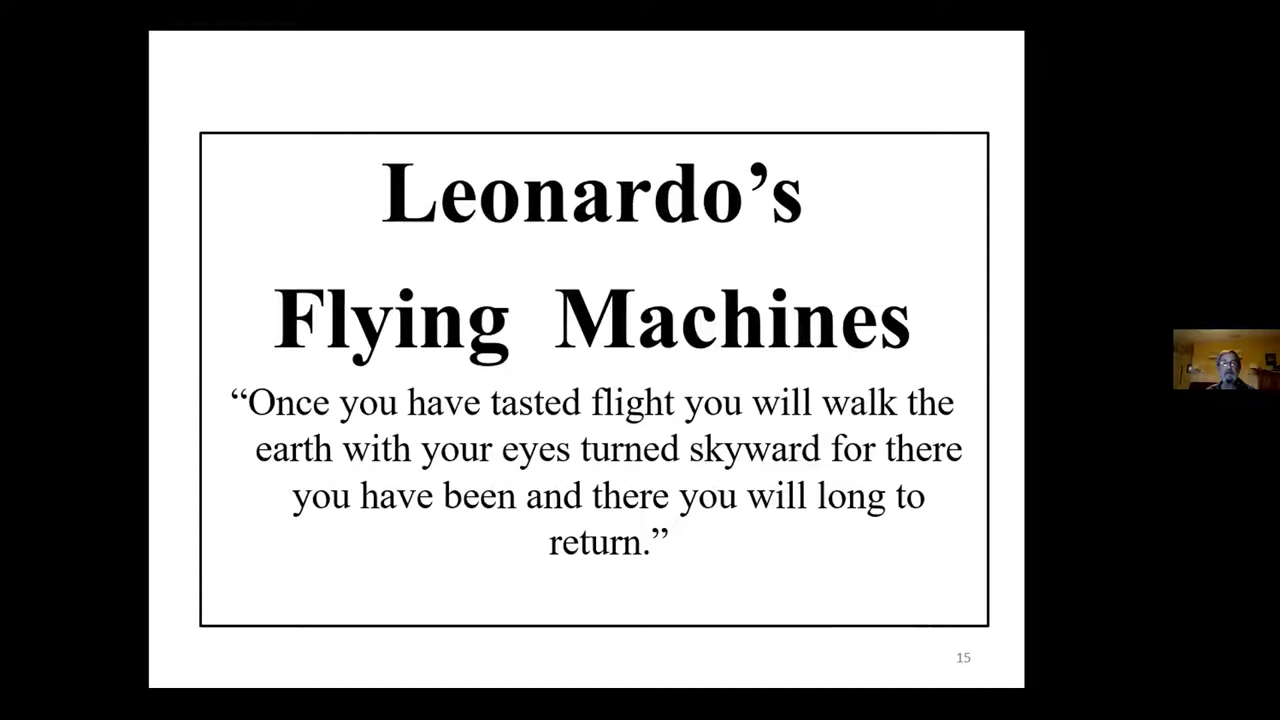 Leonardo’s
Flying Machines
“Once you have tasted flight you will walk the
earth with your eyes turned skyward for there
you have been and there you will long to
return.”
15